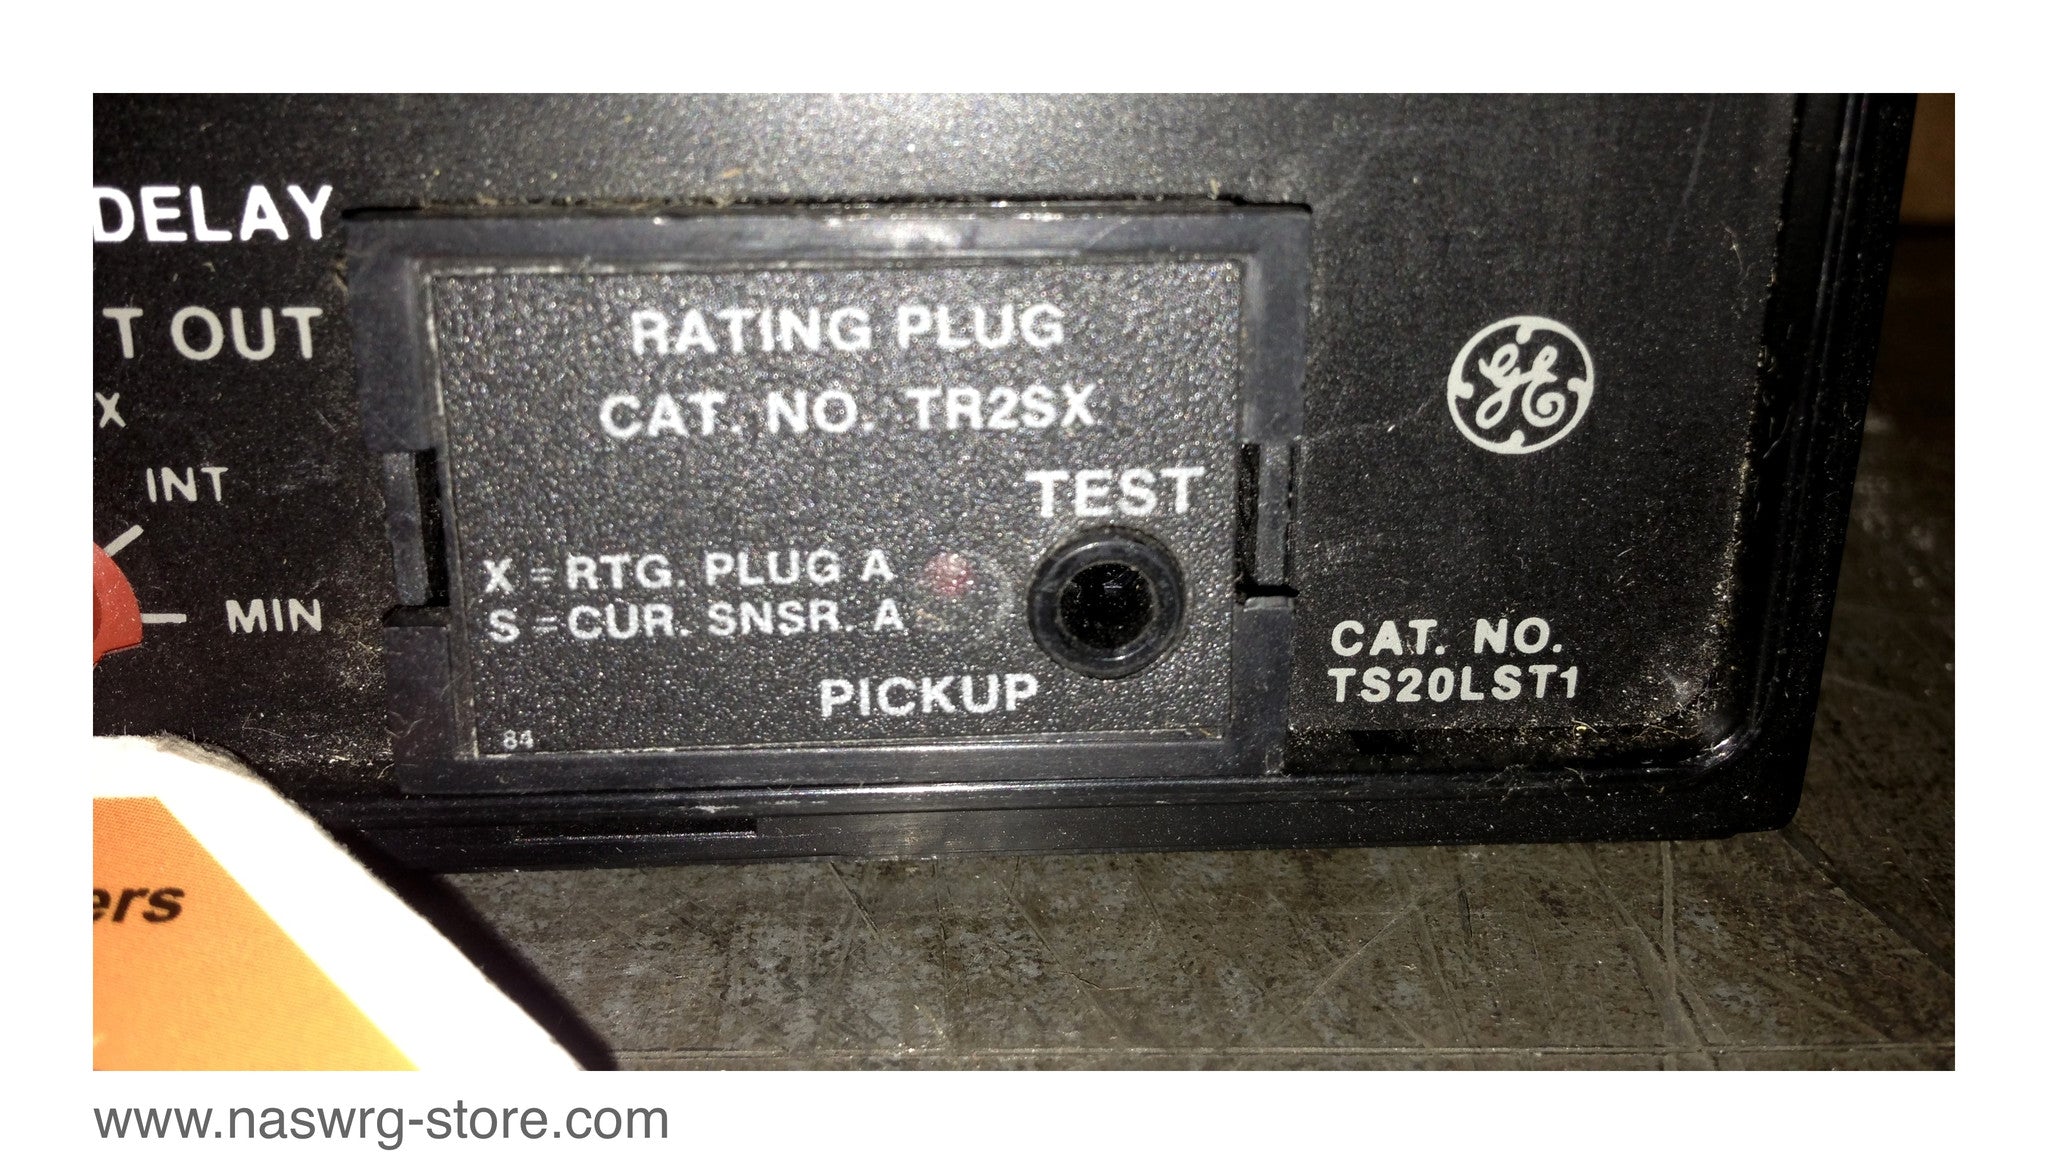 DELAY
T OUT
X
INT
MIN
RATING PLUG
CAT. NO. TR2SX
TEST
X = RTG. PLUG A
S = CUR. SNSR. A
PICKUP
84
GE
CAT. NO.
TS20LST1
ers
www.naswrg-store.com